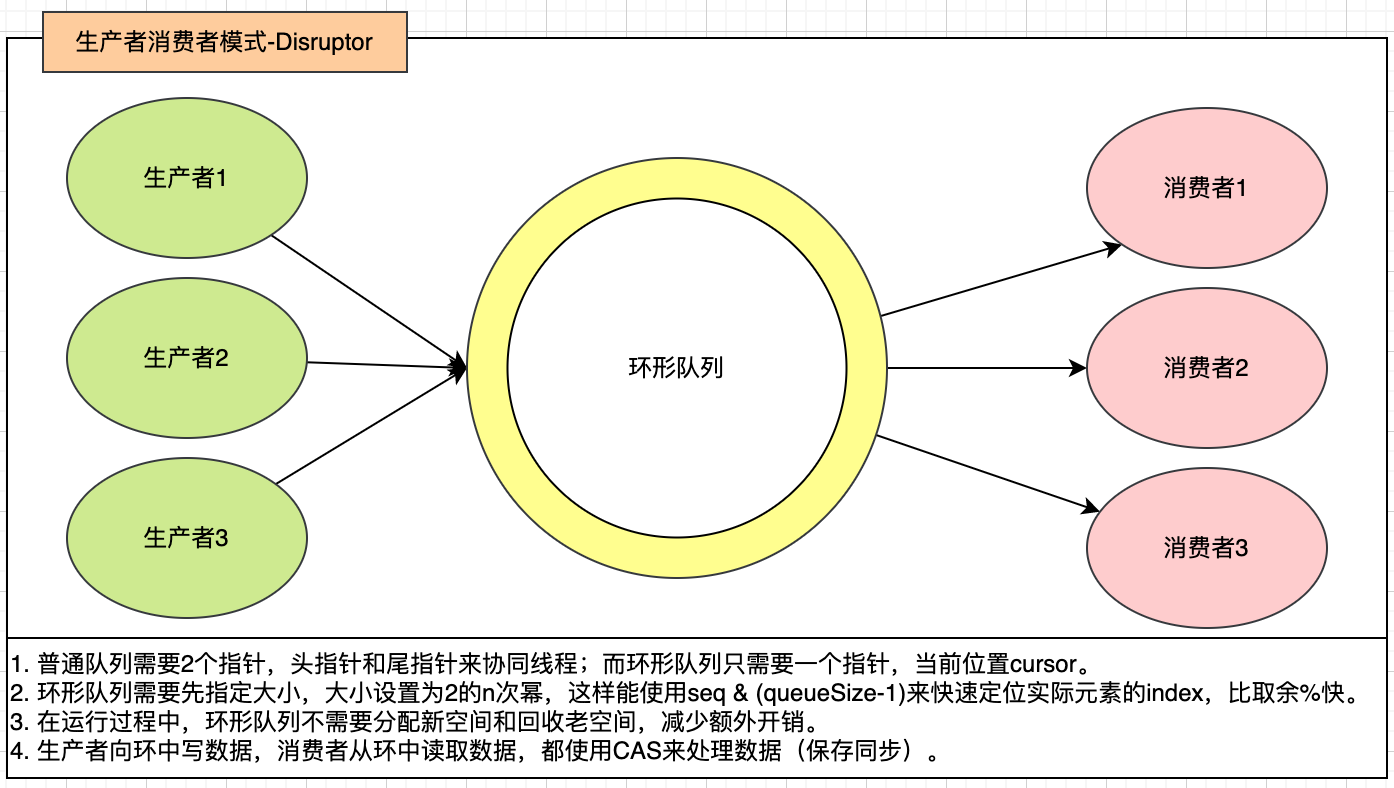 生产者消费者模式-Disruptor
生产者1
生产者2
生产者3
环形队列
消费者1
消费者2
消费者3
1. 普通队列需要2个指针，头指针和尾指针来协同线程；而环形队列只需要一个指针，当前位置cursor。
2. 环形队列需要先指定大小，大小设置为2的n次幂，这样能使用seq & (queueSize-1)来快速定位实际元素的index，比取余%快。
3. 在运行过程中，环形队列不需要分配新空间和回收老空间，减少额外开销。
4. 生产者向环中写数据，消费者从环中读取数据，都使用CAS来处理数据（保存同步）。